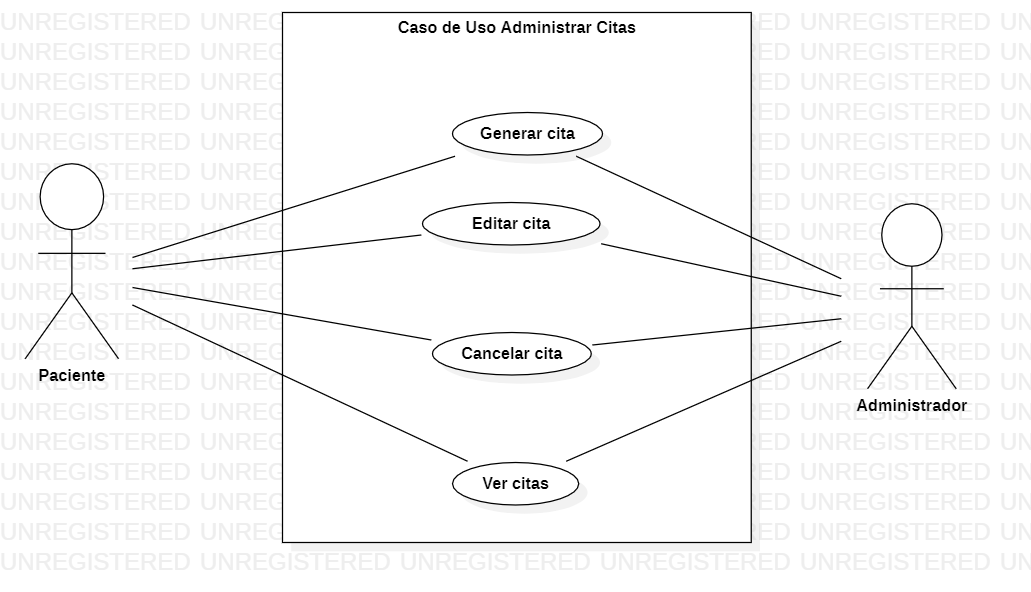 Caso de Uso Administrar Citas
Generar cita
Editar cita
Cancelar cita
Ver citas
Paciente
Administrador
UNREGISTERED UNREGISTERED UNREGISTERED UNREGISTERED UNREGISTERED